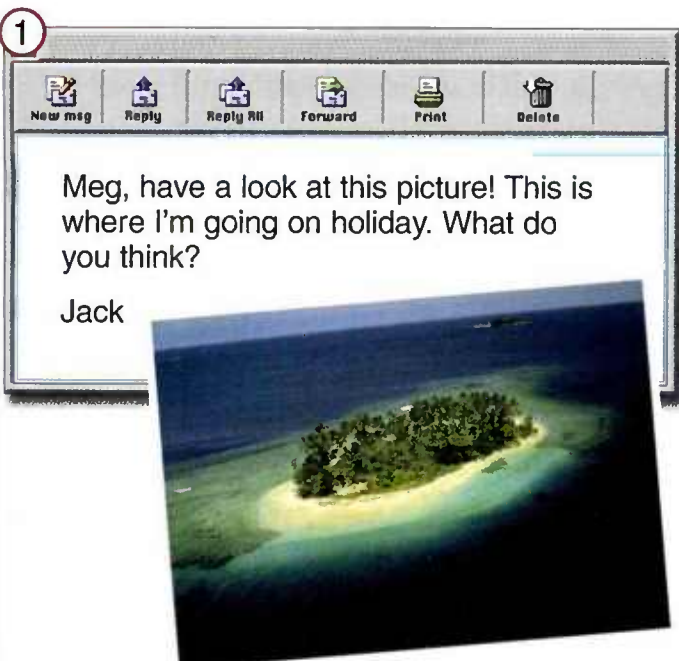 1
New msg
Reply
Reply All
Forward
Print
Delete
Meg, have a look at this picture! This is
where I'm going on holiday. What do
you think?
Jack